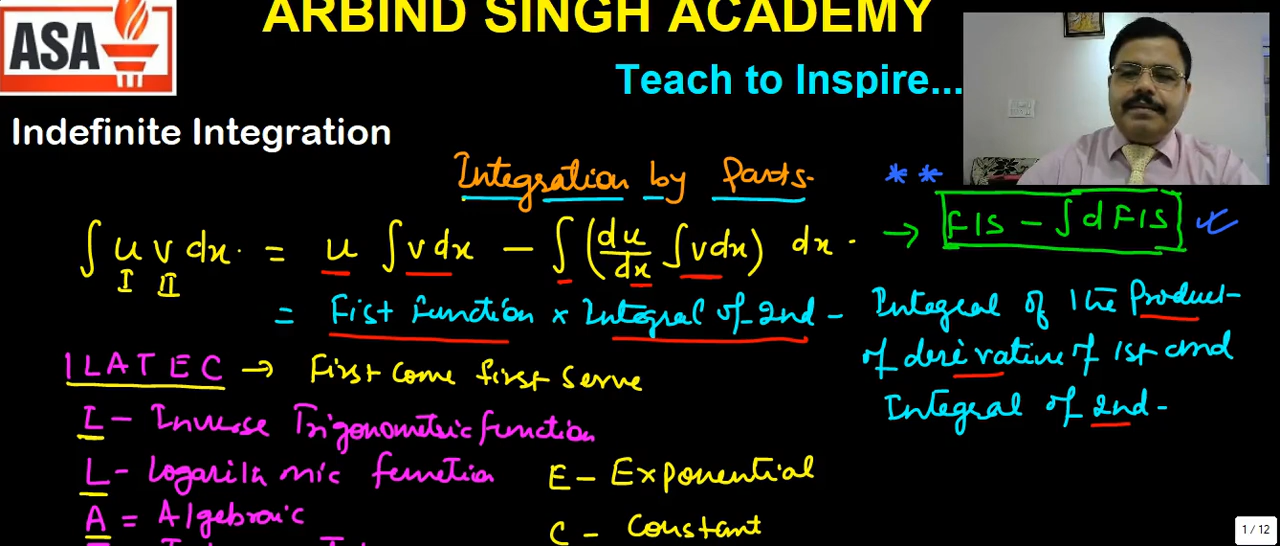 ARBIND SINGH ACADEMY
ASA
Teach to Inspire...
Indefinite Integration
Integration by Parts. **
∫ u v dx. = u ∫ v dx − ∫ (du/dx ∫ v dx) dx. → FIS − ∫ d FIS
I II
= Fist Function × Integral of 2nd − Integral of the Product
of derivative of 1st and
Integral of 2nd -
ILATEC → First come first serve
I − Inverse Trigonometric function
L − Logarithmic function E − Exponential
A = Algebraic C − Constant
1 / 12